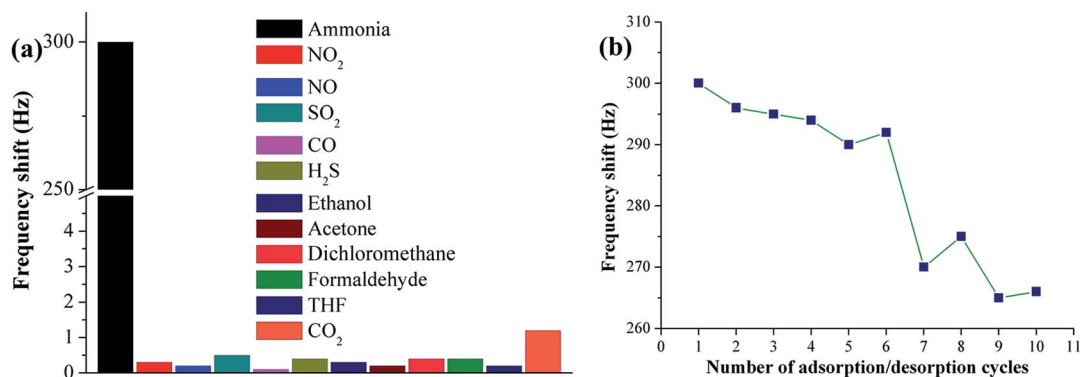 (a)
Frequency shift (Hz)
300
250
4
3
2
1
0
Ammonia
NO₂
NO
SO₂
CO
H₂S
Ethanol
Acetone
Dichloromethane
Formaldehyde
THF
CO₂
(b)
Frequency shift (Hz)
310
300
290
280
270
260
0 1 2 3 4 5 6 7 8 9 10 11
Number of adsorption/desorption cycles